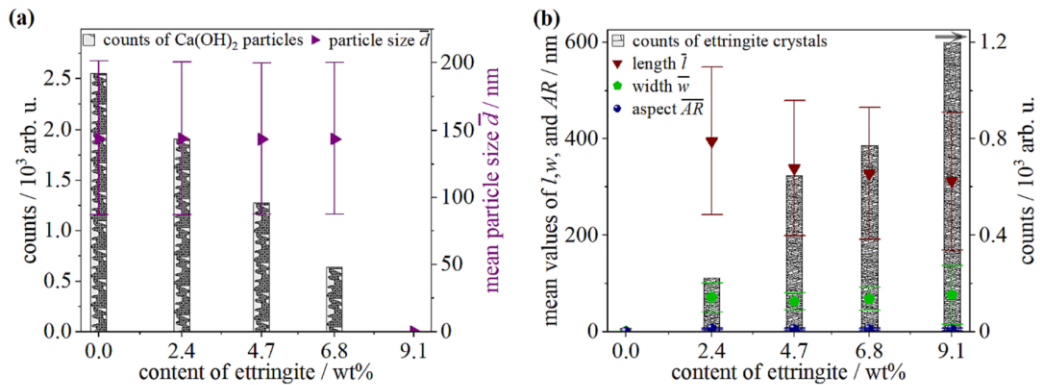 (a)
counts of Ca(OH)₂ particles
particle size d̅
counts / 10³ arb. u.
2.5
2.0
1.5
1.0
0.5
0.0
0.0 2.4 4.7 6.8 9.1
content of ettringite / wt%
200
150
100
50
0
mean particle size d̅ / nm
(b)
counts of ettringite crystals
length l̅
width w̅
aspect A̅R̅
mean values of l,w, and AR / nm
600
400
200
0
0.0 2.4 4.7 6.8 9.1
content of ettringite / wt%
1.2
0.8
0.4
0
counts / 10³ arb. u.